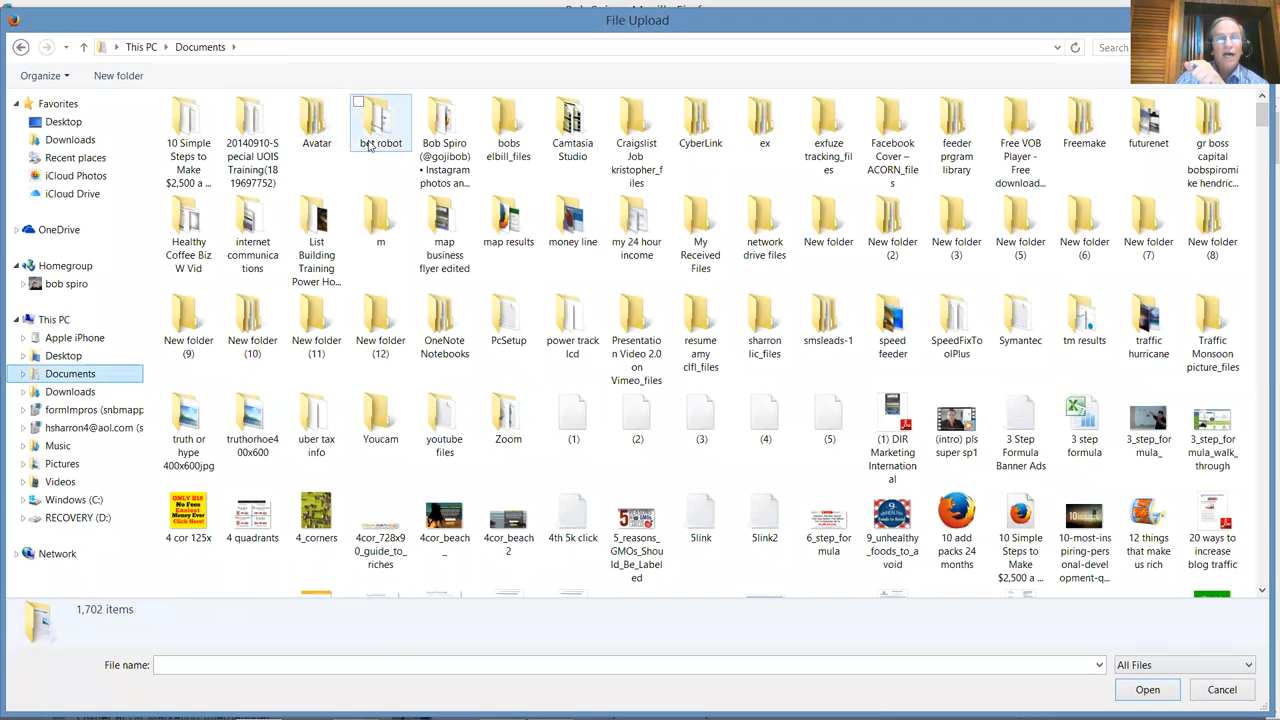 File Upload
This PC
Documents
Search
Organize
New folder
Favorites
Desktop
Downloads
Recent places
iCloud Photos
iCloud Drive
OneDrive
Homegroup
bob spiro
This PC
Apple iPhone
Desktop
Documents
Downloads
formImpros (snbmapp
hsharron4@aol.com (s
Music
Pictures
Videos
Windows (C:)
RECOVERY (D:)
Network
10 Simple
Steps to
Make
$2,500 a ...
20140910-S
pecial UOIS
Training(18
19697752)
Avatar
bot robot
Bob Spiro
(@gojibob)
• Instagram
photos an...
bobs
elbill_files
Camtasia
Studio
Craigslist
Job
kristopher_f
iles
CyberLink
ex
exfuze
tracking_fil
es
Facebook
Cover –
ACORN_file
s
feeder
prgram
library
Free VOB
Player -
Free
download...
Freemake
futurenet
gr boss
capital
bobspiromi
ke hendric...
Healthy
Coffee Biz
W Vid
internet
communica
tions
List
Building
Training
Power Ho...
m
map
business
flyer edited
map results
money line
my 24 hour
income
My
Received
Files
network
drive files
New folder
New folder
(2)
New folder
(3)
New folder
(5)
New folder
(6)
New folder
(7)
New folder
(8)
New folder
(9)
New folder
(10)
New folder
(11)
New folder
(12)
OneNote
Notebooks
PcSetup
power track
lcd
Presentatio
n Video 2.0
on
Vimeo_files
resume
amy
clfl_files
sharron
lic_files
smsleads-1
speed
feeder
SpeedFixTo
olPlus
Symantec
tm results
traffic
hurricane
Traffic
Monsoon
picture_files
truth or
hype
400x600jpg
truthorhoe4
00x600
uber tax
info
Youcam
youtube
files
Zoom
(1)
(2)
(3)
(4)
(5)
(1) DIR
Marketing
Internation
al
(intro) pls
super sp1
3 Step
Formula
Banner Ads
3 step
formula
3_step_for
mula_
3_step_for
mula_walk_
through
ONLY $18
No Fees
Easiest
Money Ever
Click Here!
4 cor 125x
4 quadrants
4_corners
4cor_728x9
0_guide_to_
riches
4cor_beach
_
4cor_beach
2
4th 5k click
5link
5link2
5_reasons_
GMOs_Shou
ld_Be_Label
ed
6_step_for
mula
9_unhealthy
_foods_to_a
void
10 add
packs 24
months
10 Simple
Steps to
Make
$2,500 a ...
10-most-ins
piring-pers
onal-devel
opment-q...
12 things
that make
us rich
20 ways to
increase
blog traffic
1,702 items
File name:
All Files
Open
Cancel